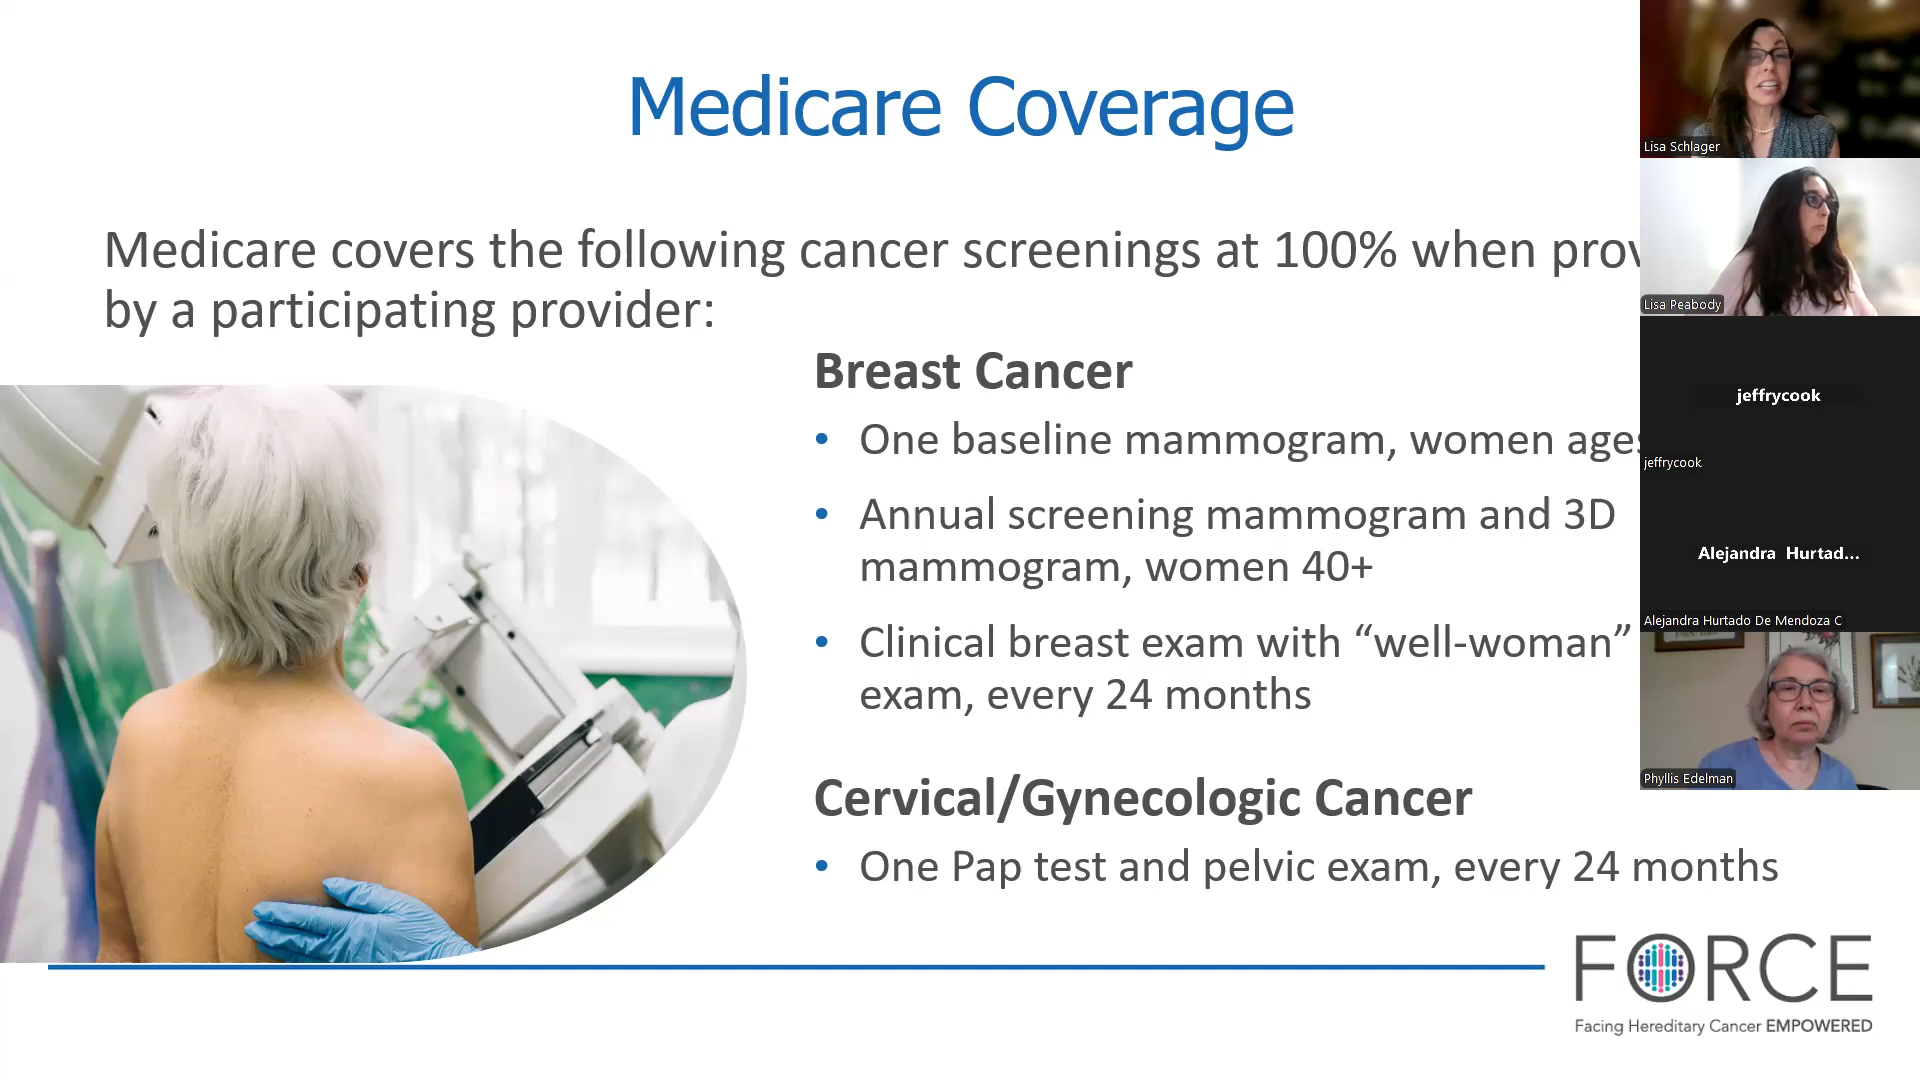 Medicare Coverage
Medicare covers the following cancer screenings at 100% when
by a participating provider:
Breast Cancer
• One baseline mammogram, women
• Annual screening mammogram and 3D
mammogram, women 40+
• Clinical breast exam with “well-woman”
exam, every 24 months
Cervical/Gynecologic Cancer
• One Pap test and pelvic exam, every 24 months
FORCE
Facing Hereditary Cancer EMPOWERED
Lisa Schlager
Lisa Peabody
jeffrycook
jeffrycook
Alejandra Hurtad...
Alejandra Hurtado De Mendoza C
Phyllis Edelman